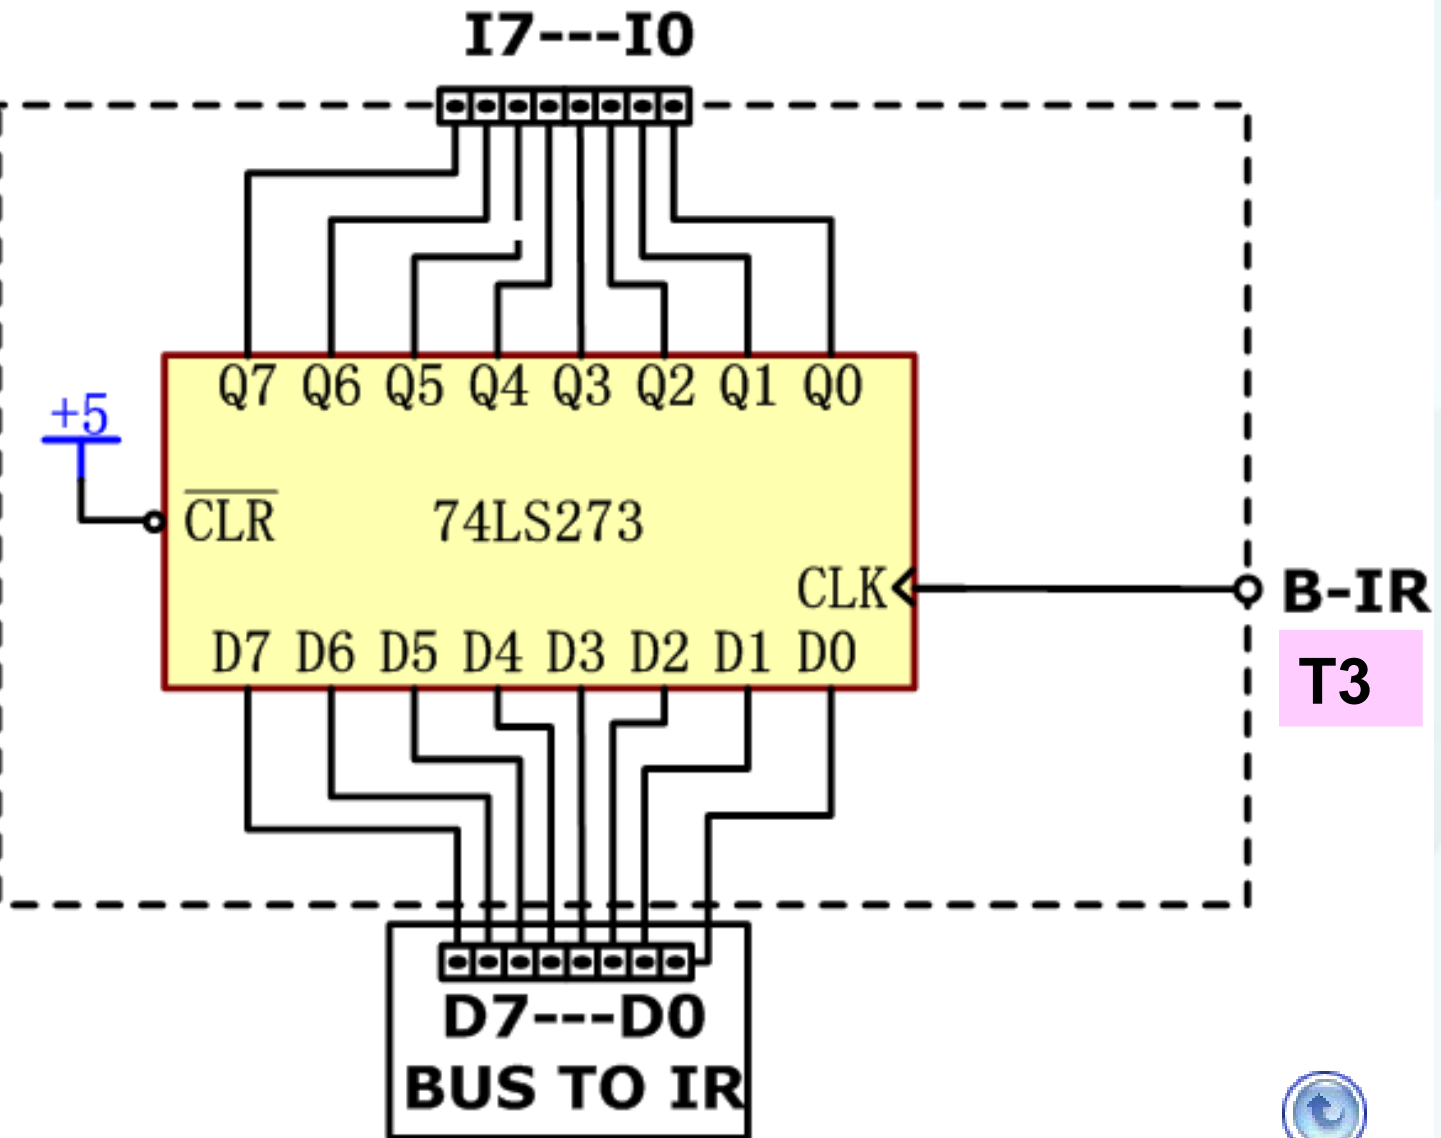 I7---I0
Q7 Q6 Q5 Q4 Q3 Q2 Q1 Q0
+5
CLR 74LS273
CLK
B-IR
T3
D7 D6 D5 D4 D3 D2 D1 D0
D7---D0
BUS TO IR